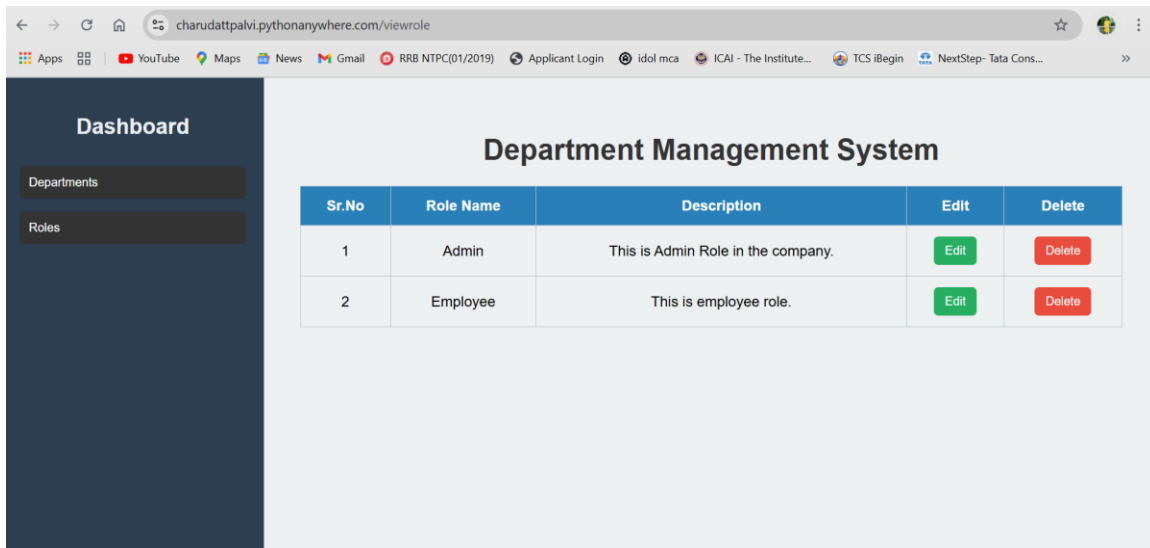 charudattpalvi.pythonanywhere.com/viewrole
Apps YouTube Maps News Gmail RRB NTPC(01/2019) Applicant Login idol mca ICAI - The Institute... TCS iBegin NextStep- Tata Cons... »
Dashboard
Departments
Roles
Department Management System
Sr.No Role Name Description Edit Delete
1 Admin This is Admin Role in the company. Edit Delete
2 Employee This is employee role. Edit Delete